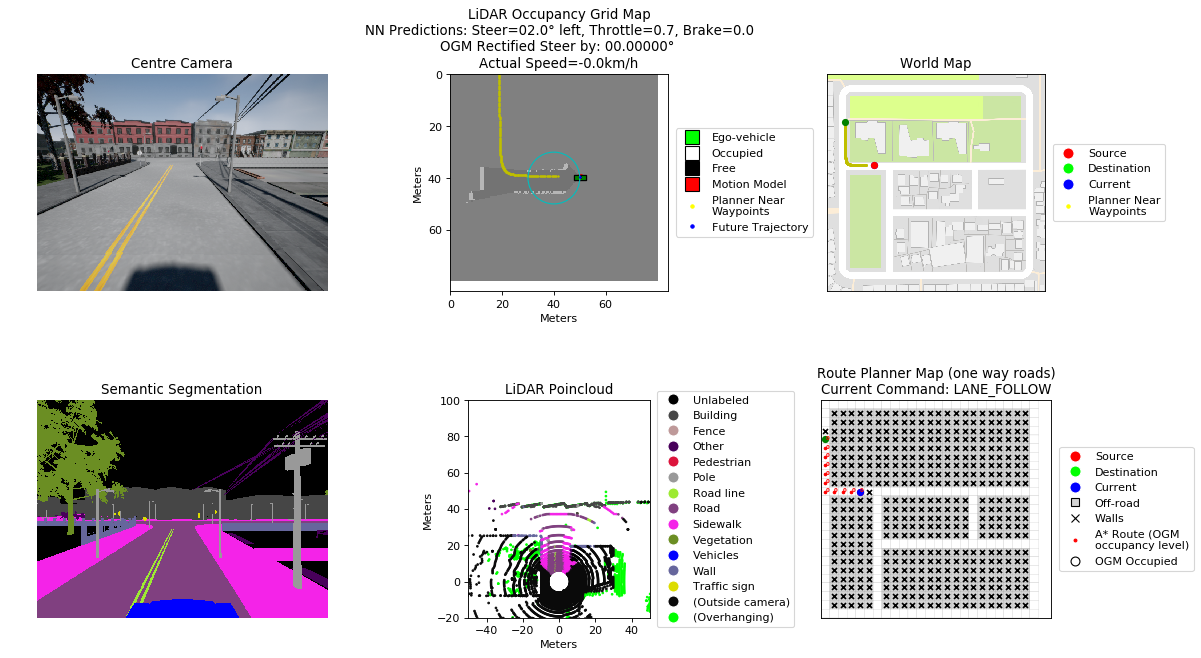 LiDAR Occupancy Grid Map
NN Predictions: Steer=02.0° left, Throttle=0.7, Brake=0.0
OGM Rectified Steer by: 00.00000°
Actual Speed=-0.0km/h
Centre Camera
World Map
0
20
40
60
Meters
0
20
40
60
Meters
Ego-vehicle
Occupied
Free
Motion Model
Planner Near
Waypoints
Future Trajectory
Source
Destination
Current
Planner Near
Waypoints
Semantic Segmentation
LiDAR Poincloud
100
80
60
40
20
0
−20
Meters
−40
−20
0
20
40
Meters
Unlabeled
Building
Fence
Other
Pedestrian
Pole
Road line
Road
Sidewalk
Vegetation
Vehicles
Wall
Traffic sign
(Outside camera)
(Overhanging)
Route Planner Map (one way roads)
Current Command: LANE_FOLLOW
Source
Destination
Current
Off-road
Walls
A* Route (OGM
occupancy level)
OGM Occupied